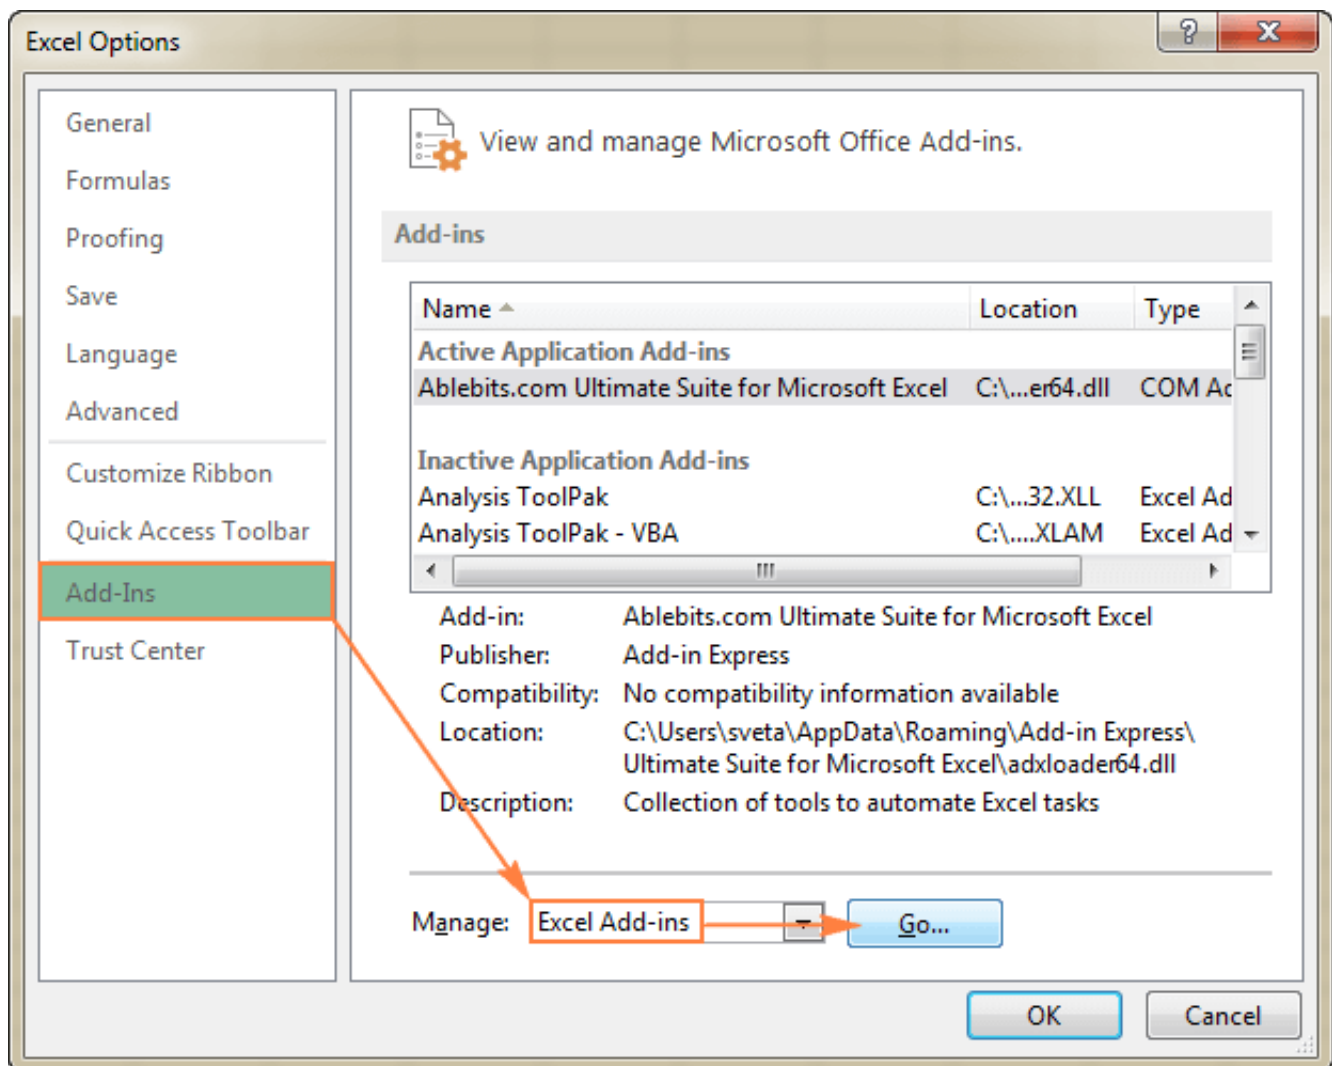 Excel Options
?
General
Formulas
Proofing
Save
Language
Advanced
Customize Ribbon
Quick Access Toolbar
Add-Ins
Trust Center
View and manage Microsoft Office Add-ins.
Add-ins
Name Location Type
Active Application Add-ins
Ablebits.com Ultimate Suite for Microsoft Excel C:\...er64.dll COM Ac
Inactive Application Add-ins
Analysis ToolPak C:\...32.XLL Excel Ad
Analysis ToolPak - VBA C:\....XLAM Excel Ad
Add-in: Ablebits.com Ultimate Suite for Microsoft Excel
Publisher: Add-in Express
Compatibility: No compatibility information available
Location: C:\Users\sveta\AppData\Roaming\Add-in Express\
Ultimate Suite for Microsoft Excel\adxloader64.dll
Description: Collection of tools to automate Excel tasks
Manage: Excel Add-ins Go...
OK Cancel